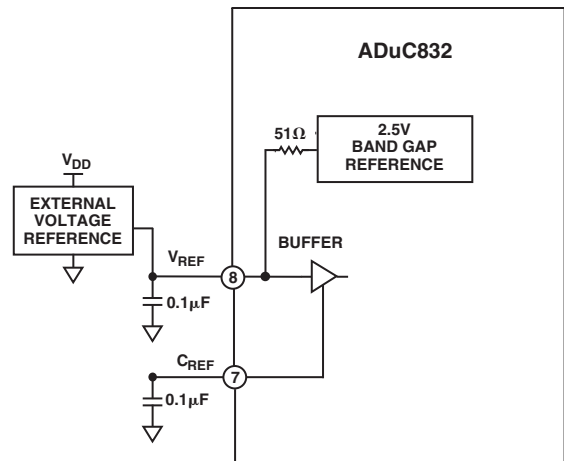 ADuC832
51Ω
2.5V
BAND GAP
REFERENCE
VDD
EXTERNAL
VOLTAGE
REFERENCE
BUFFER
VREF
8
0.1μF
CREF
7
0.1μF